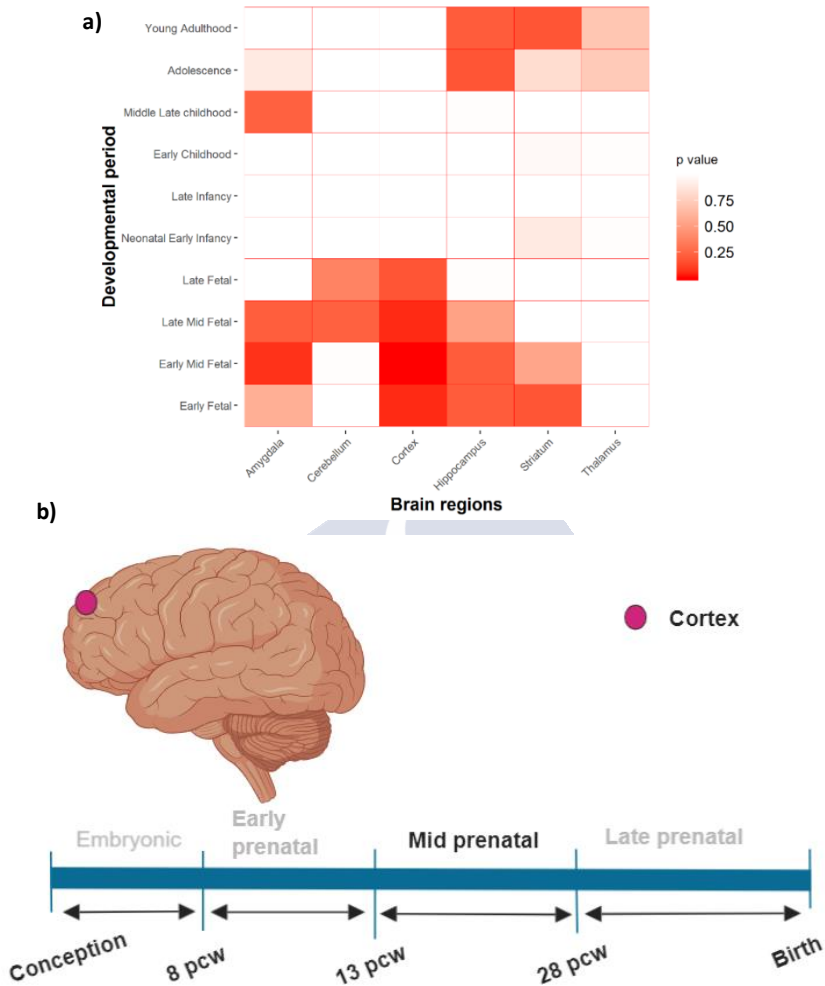 a)
Developmental period
Young Adulthood
Adolescence
Middle Late childhood
Early Childhood
Late Infancy
Neonatal Early Infancy
Late Fetal
Late Mid Fetal
Early Mid Fetal
Early Fetal
Amygdala
Cerebellum
Cortex
Hippocampus
Striatum
Thalamus
Brain regions
p value
0.75
0.50
0.25
b)
Cortex
Embryonic
Early
prenatal
Mid prenatal
Late prenatal
Conception
8 pcw
13 pcw
28 pcw
Birth